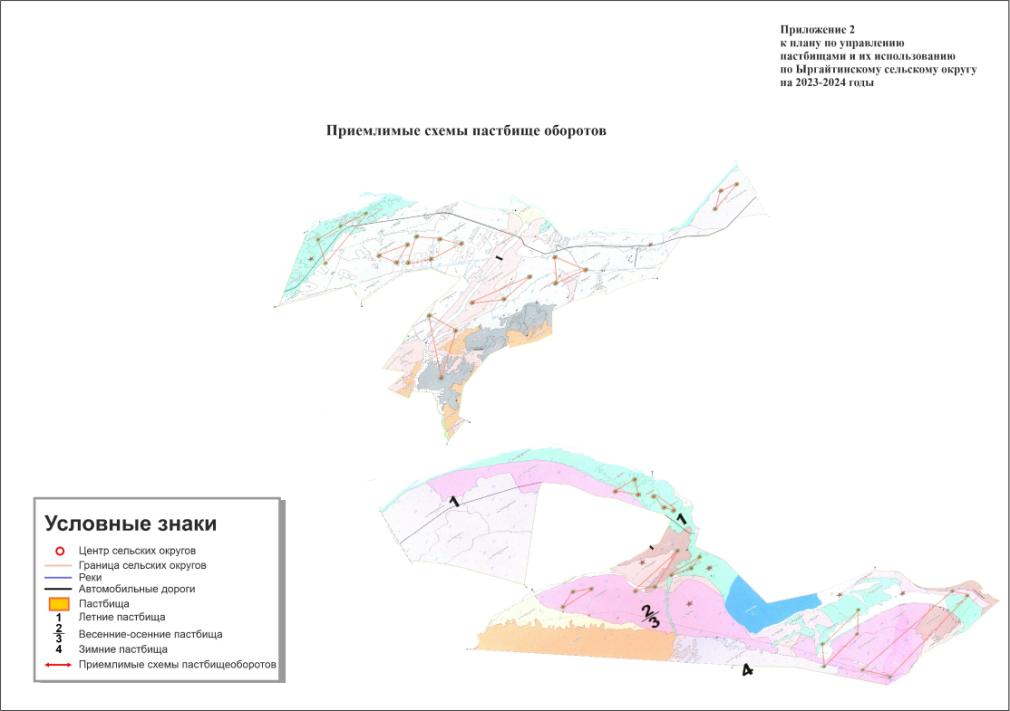 Приложение 2
к плану по управлению
пастбищами и их использованию
по Ыргайтинскому сельскому округу
на 2023-2024 годы
Приемлимые схемы пастбище оборотов
1
1
1
2/3
4
Условные знаки
Центр сельских округов
Граница сельских округов
Реки
Автомобильные дороги
Пастбища
1 Летние пастбища
2/3 Весенние-осенние пастбища
4 Зимние пастбища
Приемлимые схемы пастбищеоборотов